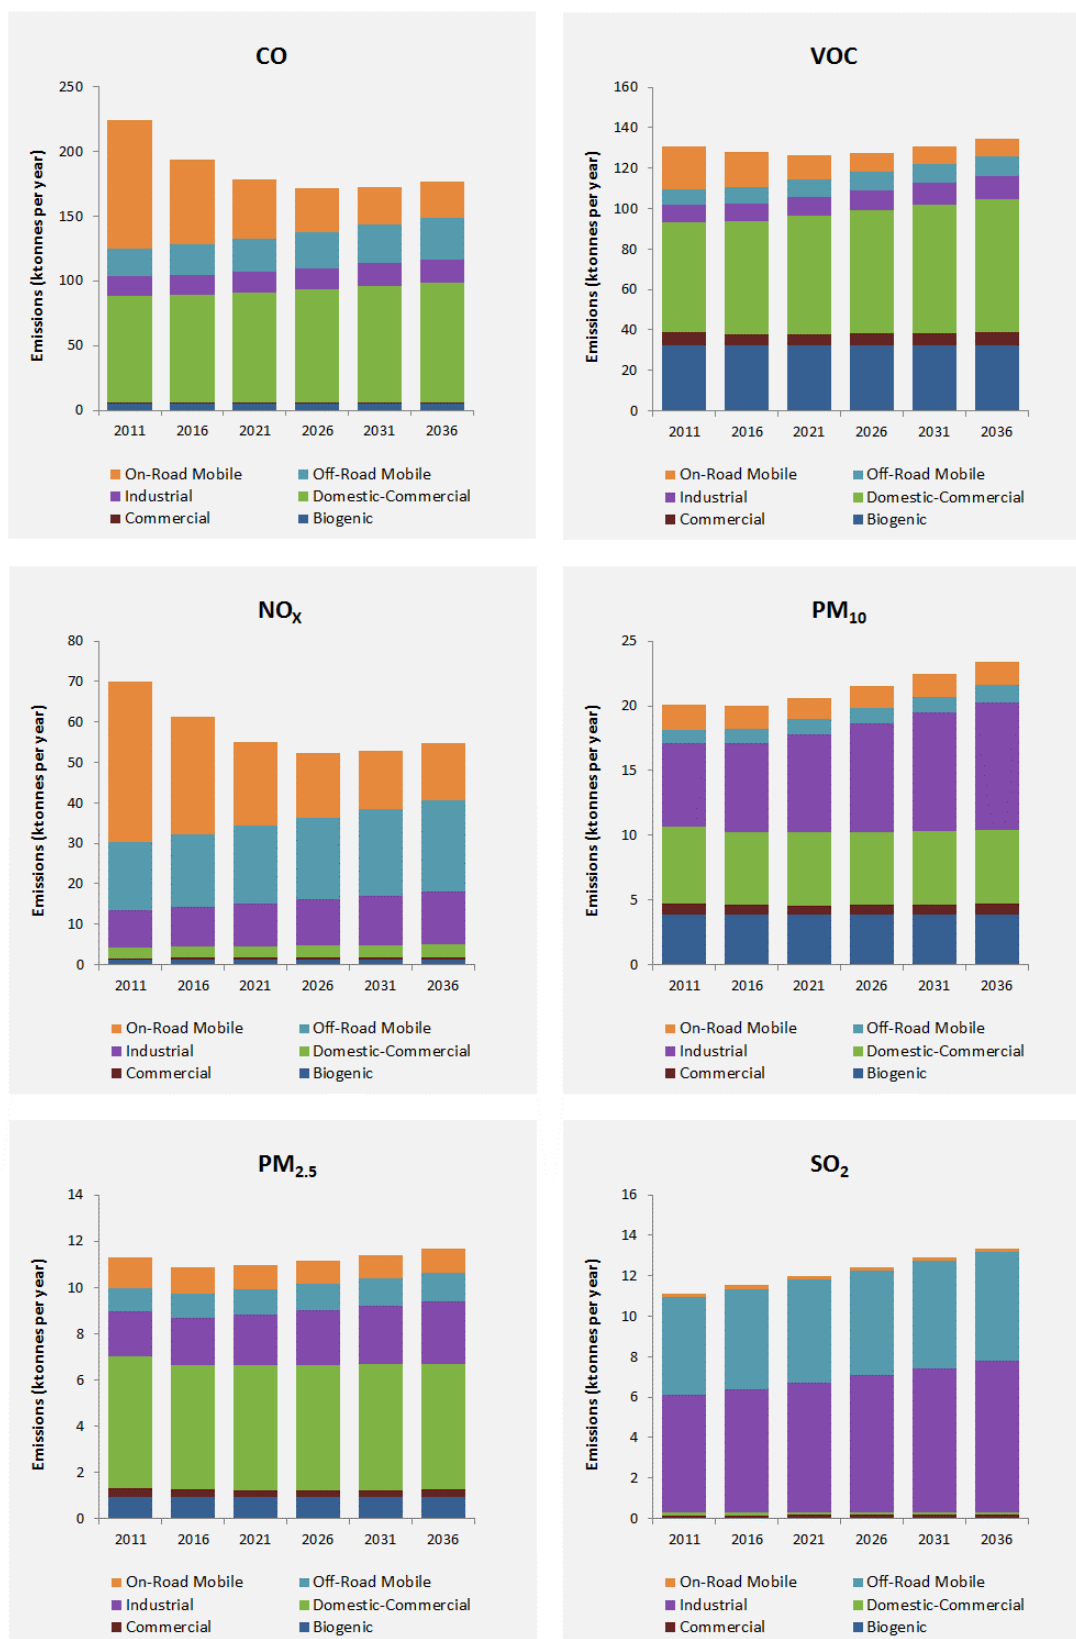 CO
Emissions (ktonnes per year)
250
200
150
100
50
0
2011 2016 2021 2026 2031 2036
On-Road Mobile Off-Road Mobile
Industrial Domestic-Commercial
Commercial Biogenic
VOC
Emissions (ktonnes per year)
160
140
120
100
80
60
40
20
0
2011 2016 2021 2026 2031 2036
On-Road Mobile Off-Road Mobile
Industrial Domestic-Commercial
Commercial Biogenic
NOX
Emissions (ktonnes per year)
80
70
60
50
40
30
20
10
0
2011 2016 2021 2026 2031 2036
On-Road Mobile Off-Road Mobile
Industrial Domestic-Commercial
Commercial Biogenic
PM10
Emissions (ktonnes per year)
25
20
15
10
5
0
2011 2016 2021 2026 2031 2036
On-Road Mobile Off-Road Mobile
Industrial Domestic-Commercial
Commercial Biogenic
PM2.5
Emissions (ktonnes per year)
14
12
10
8
6
4
2
0
2011 2016 2021 2026 2031 2036
On-Road Mobile Off-Road Mobile
Industrial Domestic-Commercial
Commercial Biogenic
SO2
Emissions (ktonnes per year)
16
14
12
10
8
6
4
2
0
2011 2016 2021 2026 2031 2036
On-Road Mobile Off-Road Mobile
Industrial Domestic-Commercial
Commercial Biogenic